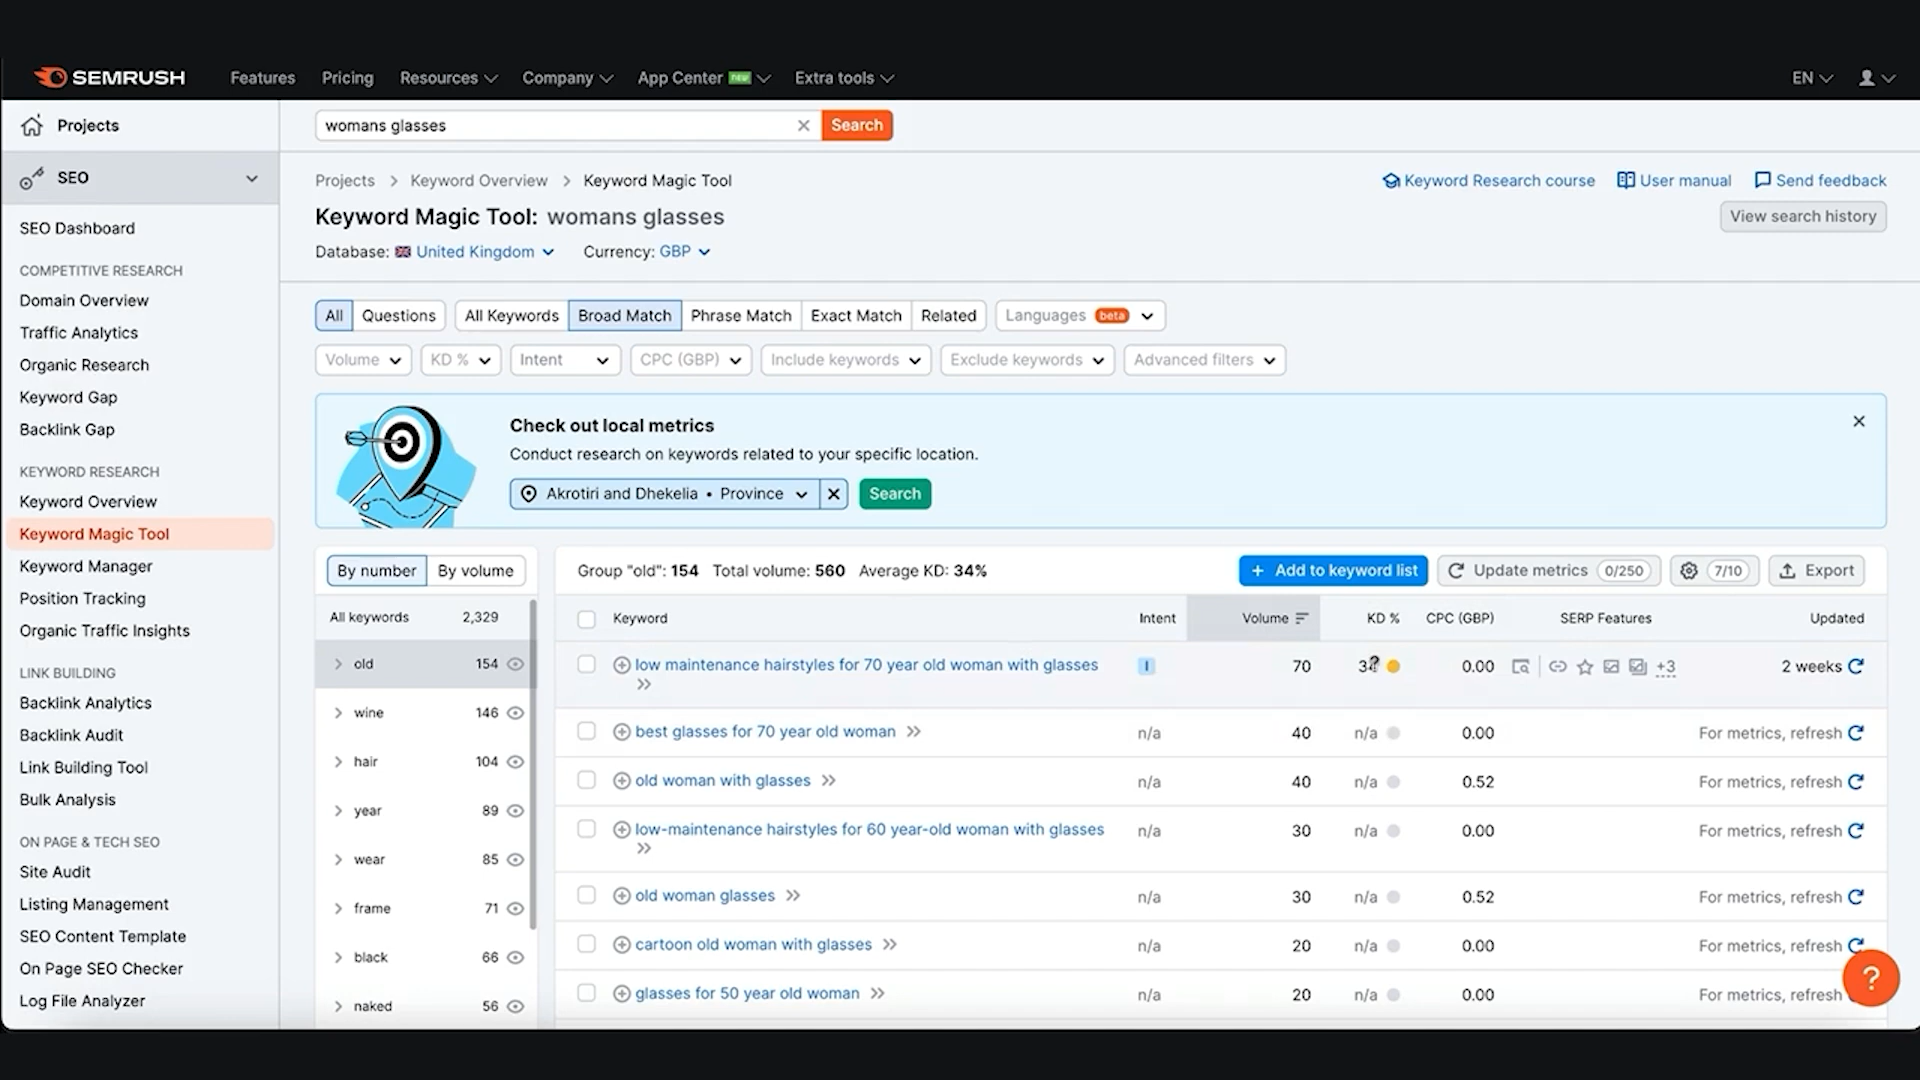 SEMRUSH Features Pricing Resources Company App Center new Extra tools EN
Projects
womans glasses Search
SEO
SEO Dashboard
COMPETITIVE RESEARCH
Domain Overview
Traffic Analytics
Organic Research
Keyword Gap
Backlink Gap
KEYWORD RESEARCH
Keyword Overview
Keyword Magic Tool
Keyword Manager
Position Tracking
Organic Traffic Insights
LINK BUILDING
Backlink Analytics
Backlink Audit
Link Building Tool
Bulk Analysis
ON PAGE & TECH SEO
Site Audit
Listing Management
SEO Content Template
On Page SEO Checker
Log File Analyzer
Projects > Keyword Overview > Keyword Magic Tool
Keyword Research course User manual Send feedback
Keyword Magic Tool: womans glasses
View search history
Database: United Kingdom Currency: GBP
All Questions All Keywords Broad Match Phrase Match Exact Match Related Languages beta
Volume KD % Intent CPC (GBP) Include keywords Exclude keywords Advanced filters
Check out local metrics
Conduct research on keywords related to your specific location.
Akrotiri and Dhekelia • Province Search
By number By volume
All keywords 2,329
old 154
wine 146
hair 104
year 89
wear 85
frame 71
black 66
naked 56
Group "old": 154 Total volume: 560 Average KD: 34%
+ Add to keyword list Update metrics 0/250 7/10 Export
Keyword Intent Volume KD % CPC (GBP) SERP Features Updated
low maintenance hairstyles for 70 year old woman with glasses I 70 0.00 +3 2 weeks
best glasses for 70 year old woman n/a 40 n/a 0.00 For metrics, refresh
old woman with glasses n/a 40 n/a 0.52 For metrics, refresh
low-maintenance hairstyles for 60 year-old woman with glasses n/a 30 n/a 0.00 For metrics, refresh
old woman glasses n/a 30 n/a 0.52 For metrics, refresh
cartoon old woman with glasses n/a 20 n/a 0.00 For metrics, refresh
glasses for 50 year old woman n/a 20 n/a 0.00 For metrics, refresh
?